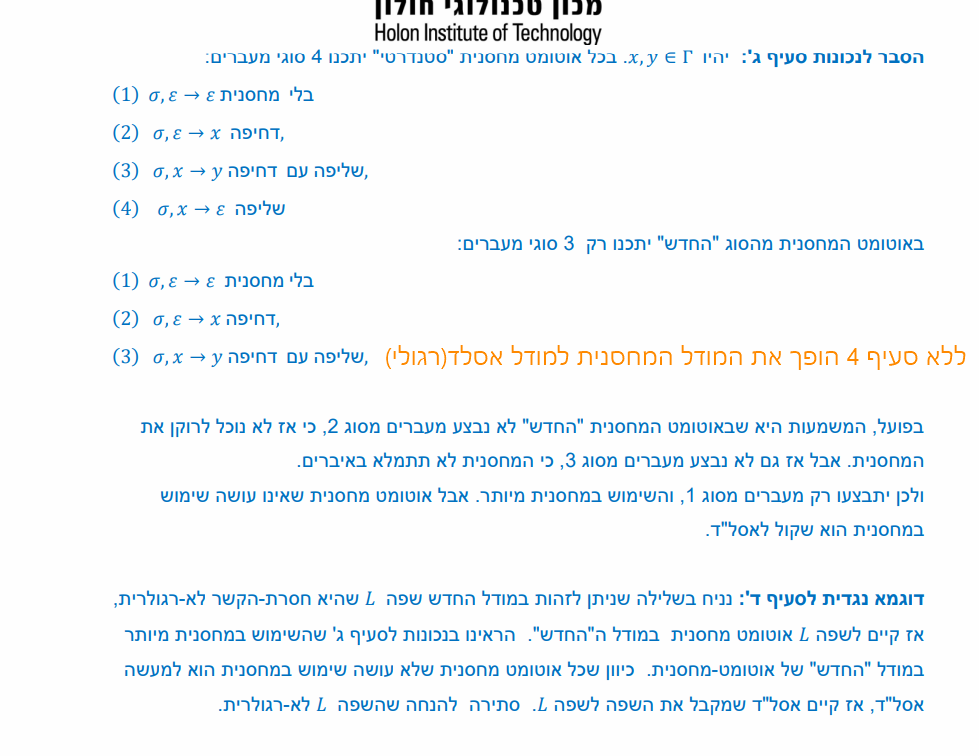 מכון טכנולוגי חולון
Holon Institute of Technology
הסבר לנכונות סעיף ג': יהיו x, y ∈ Γ. בכל אוטומט מחסנית "סטנדרטי" יתכנו 4 סוגי מעברים:
(1) σ, ε → ε בלי מחסנית
(2) σ, ε → x דחיפה,
(3) σ, x → y שליפה עם דחיפה,
(4) σ, x → ε שליפה
באוטומט המחסנית מהסוג "החדש" יתכנו רק 3 סוגי מעברים:
(1) σ, ε → ε בלי מחסנית
(2) σ, ε → x דחיפה,
(3) σ, x → y שליפה עם דחיפה, ללא סעיף 4 הופך את המודל המחסנית למודל אסלד(רגולי)
בפועל, המשמעות היא שבאוטומט המחסנית "החדש" לא נבצע מעברים מסוג 2, כי אז לא נוכל לרוקן את
המחסנית. אבל אז גם לא נבצע מעברים מסוג 3, כי המחסנית לא תתמלא באיברים.
ולכן יתבצעו רק מעברים מסוג 1, והשימוש במחסנית מיותר. אבל אוטומט מחסנית שאינו עושה שימוש
במחסנית הוא שקול לאסל"ד.
דוגמא נגדית לסעיף ד': נניח בשלילה שניתן לזהות במודל החדש שפה L שהיא חסרת-הקשר לא-רגולרית,
אז קיים לשפה L אוטומט מחסנית במודל ה"החדש". הראינו בנכונות לסעיף ג' שהשימוש במחסנית מיותר
במודל "החדש" של אוטומט-מחסנית. כיוון שכל אוטומט מחסנית שלא עושה שימוש במחסנית הוא למעשה
אסל"ד, אז קיים אסל"ד שמקבל את השפה לשפה L. סתירה להנחה שהשפה L לא-רגולרית.